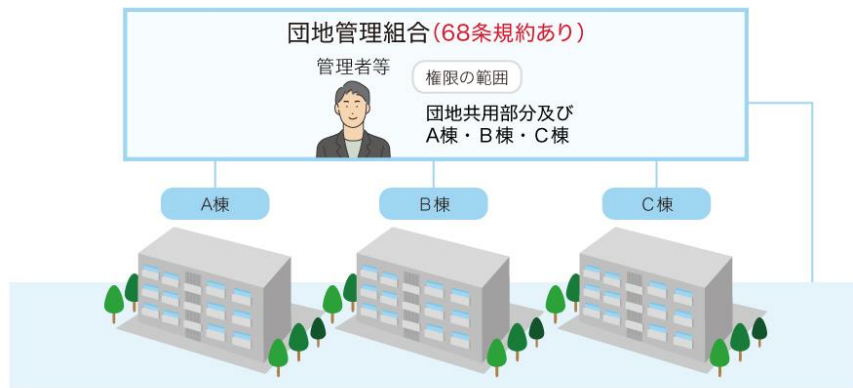 団地管理組合(68条規約あり)
管理者等
権限の範囲
団地共用部分及び
A棟・B棟・C棟
A棟
B棟
C棟